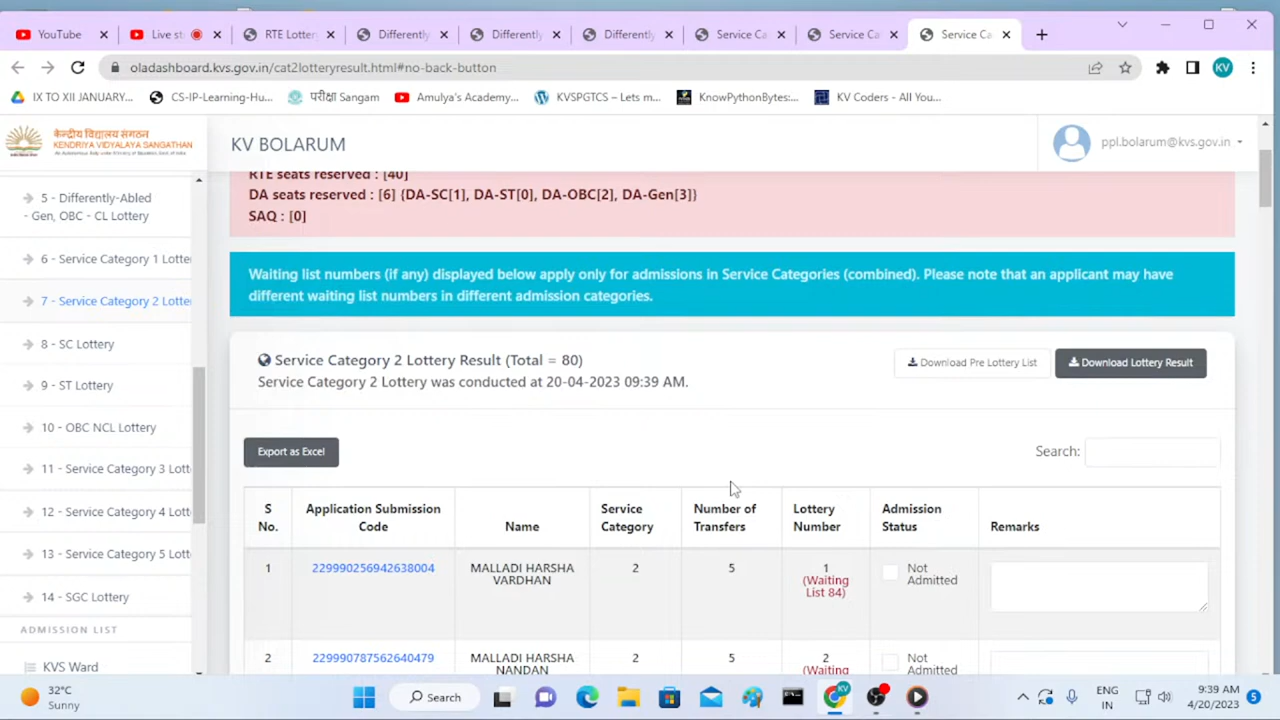 YouTube
Live st
RTE Lotter
Differently
Differently
Differently
Service Ca
Service Ca
Service Ca
oladashboard.kvs.gov.in/cat2lotteryresult.html#no-back-button
KV
IX TO XII JANUARY...
CS-IP-Learning-Hu...
परीक्षा Sangam
Amulya's Academy...
KVSPGTCS – Lets m...
KnowPythonBytes:...
KV Coders - All You...
केन्द्रीय विद्यालय संगठन
KENDRIYA VIDYALAYA SANGATHAN
KV BOLARUM
ppl.bolarum@kvs.gov.in
5 - Differently-Abled
- Gen, OBC - CL Lottery
6 - Service Category 1 Lotte
7 - Service Category 2 Lotte
8 - SC Lottery
9 - ST Lottery
10 - OBC NCL Lottery
11 - Service Category 3 Lott
12 - Service Category 4 Lott
13 - Service Category 5 Lott
14 - SGC Lottery
ADMISSION LIST
KVS Ward
RTE seats reserved : [40]
DA seats reserved : [6] {DA-SC[1], DA-ST[0], DA-OBC[2], DA-Gen[3]}
SAQ : [0]
Waiting list numbers (if any) displayed below apply only for admissions in Service Categories (combined). Please note that an applicant may have
different waiting list numbers in different admission categories.
Service Category 2 Lottery Result (Total = 80)
Service Category 2 Lottery was conducted at 20-04-2023 09:39 AM.
Download Pre Lottery List
Download Lottery Result
Export as Excel
Search:
S No.
Application Submission Code
Name
Service Category
Number of Transfers
Lottery Number
Admission Status
Remarks
1
229990256942638004
MALLADI HARSHA
VARDHAN
2
5
1
(Waiting
List 84)
Not
Admitted
2
229990787562640479
MALLADI HARSHA
NANDAN
2
5
2
(Waiting
Not
Admitted
32°C
Sunny
Search
KV
ENG
IN
9:39 AM
4/20/2023
5